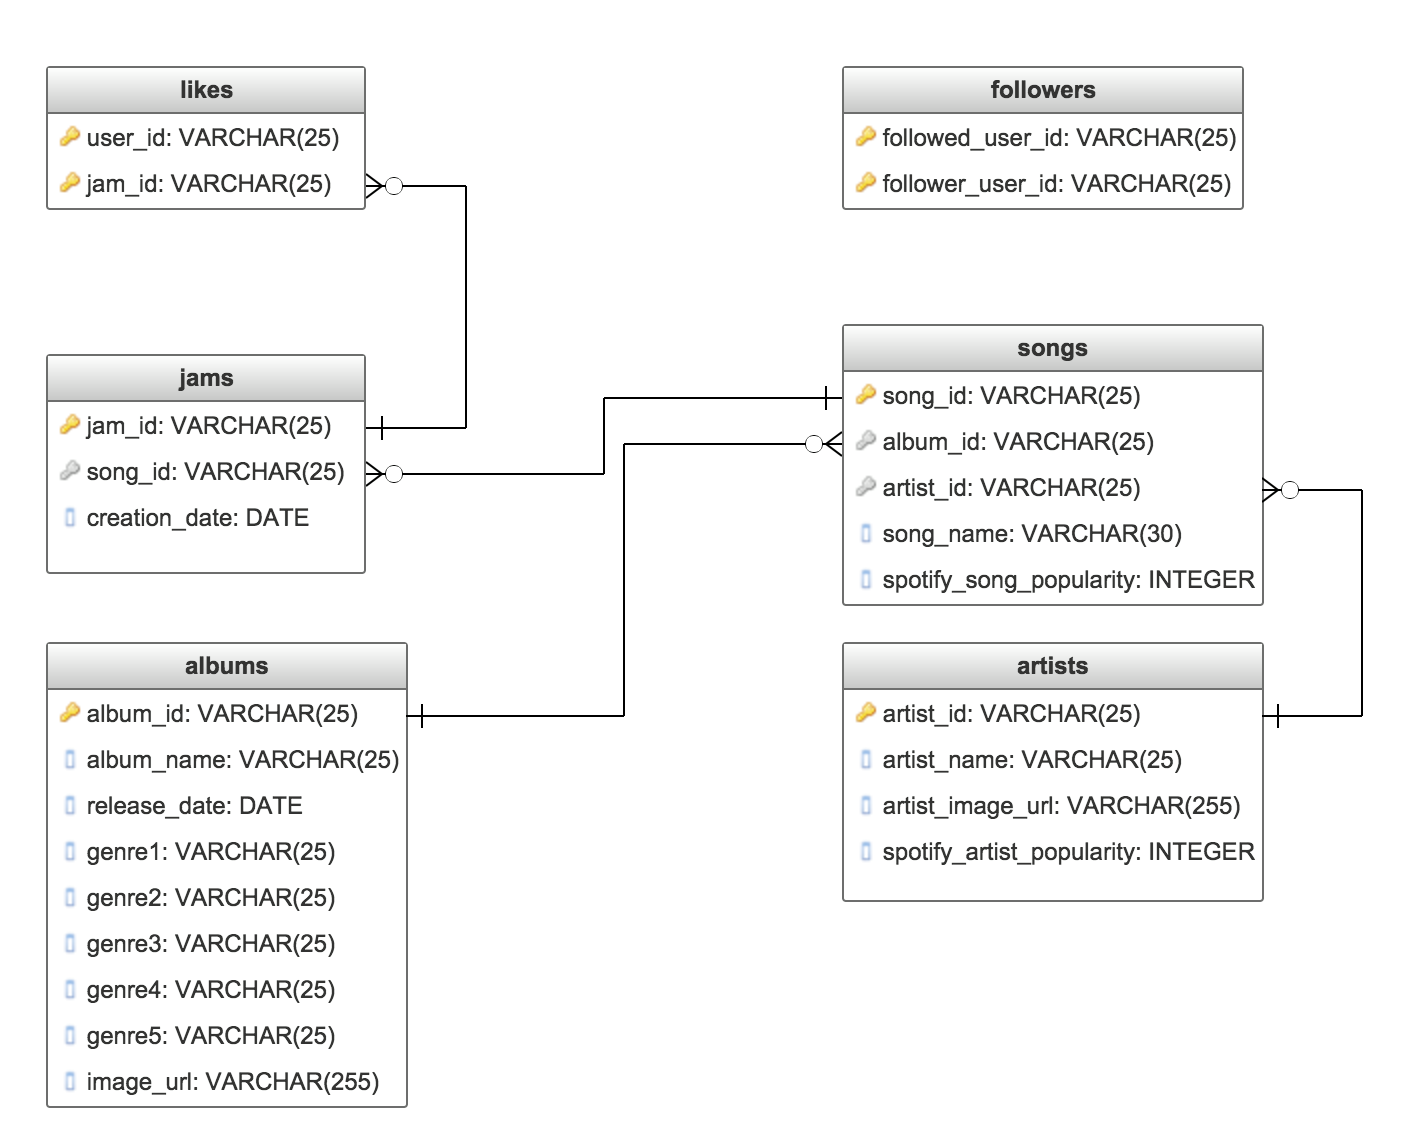 likes
user_id: VARCHAR(25)
jam_id: VARCHAR(25)
followers
followed_user_id: VARCHAR(25)
follower_user_id: VARCHAR(25)
jams
jam_id: VARCHAR(25)
song_id: VARCHAR(25)
creation_date: DATE
songs
song_id: VARCHAR(25)
album_id: VARCHAR(25)
artist_id: VARCHAR(25)
song_name: VARCHAR(30)
spotify_song_popularity: INTEGER
albums
album_id: VARCHAR(25)
album_name: VARCHAR(25)
release_date: DATE
genre1: VARCHAR(25)
genre2: VARCHAR(25)
genre3: VARCHAR(25)
genre4: VARCHAR(25)
genre5: VARCHAR(25)
image_url: VARCHAR(255)
artists
artist_id: VARCHAR(25)
artist_name: VARCHAR(25)
artist_image_url: VARCHAR(255)
spotify_artist_popularity: INTEGER